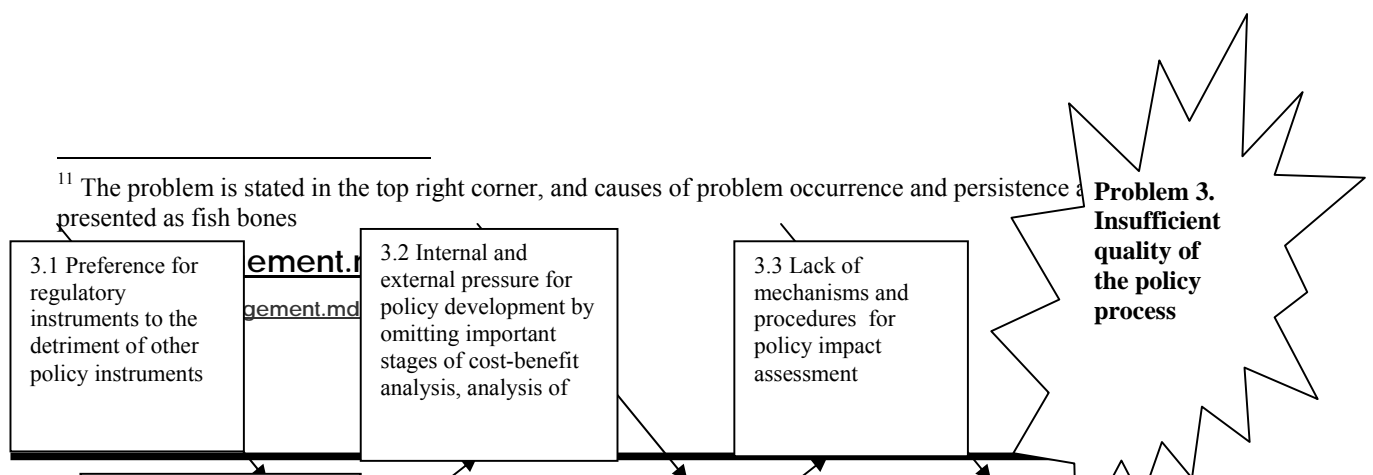 11 The problem is stated in the top right corner, and causes of problem occurrence and persistence
presented as fish bones
Problem 3.
Insufficient
quality of
the policy
process
3.1 Preference for
regulatory
instruments to the
detriment of other
policy instruments
ement.
gement.md
3.2 Internal and
external pressure for
policy development by
omitting important
stages of cost-benefit
analysis, analysis of
3.3 Lack of
mechanisms and
procedures for
policy impact
assessment